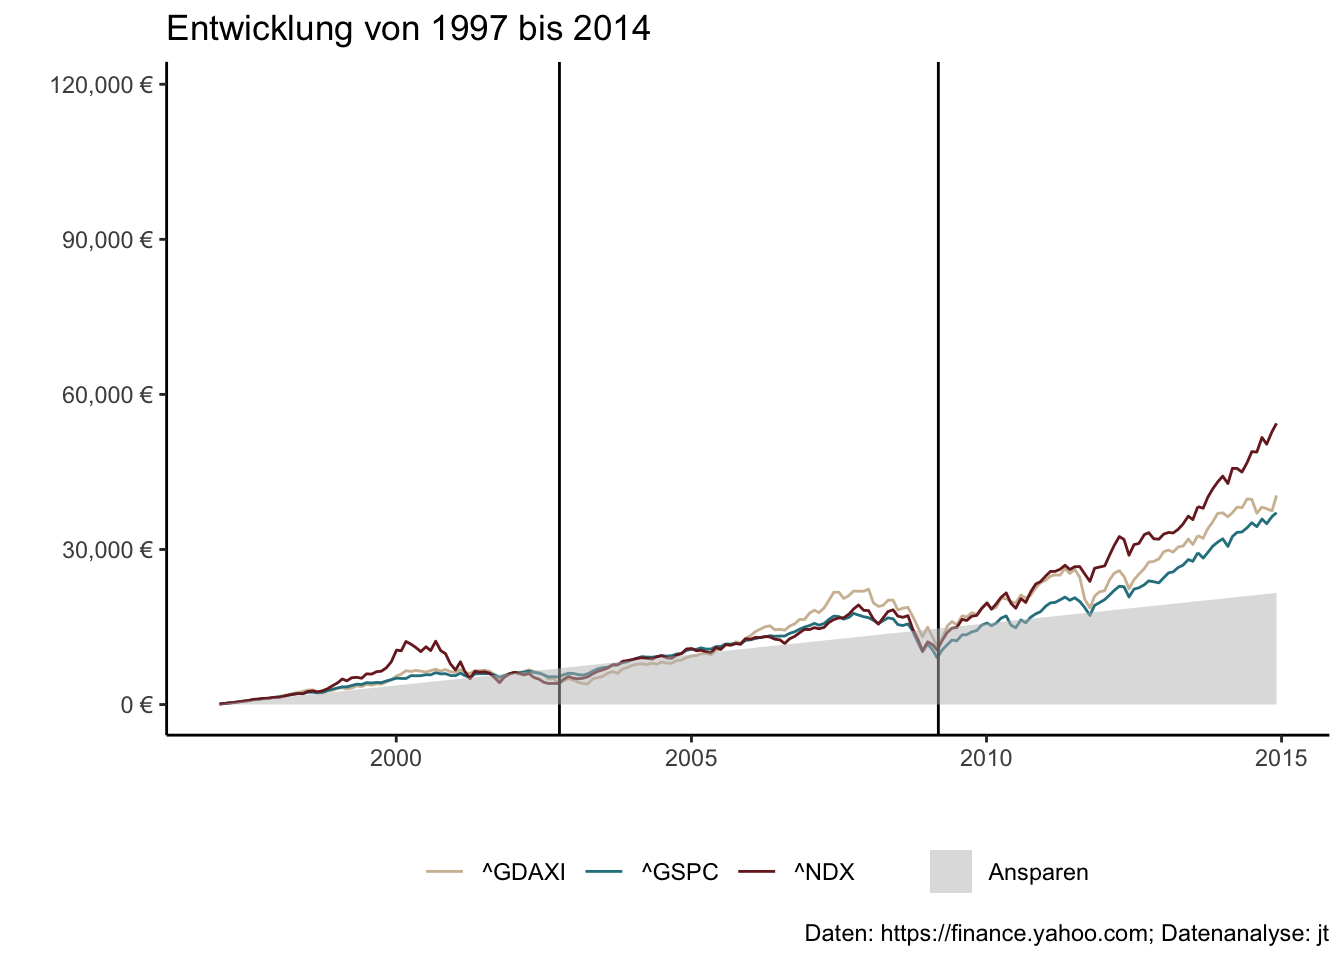 Entwicklung von 1997 bis 2014
120,000 €
90,000 €
60,000 €
30,000 €
0 €
2000 2005 2010 2015
^GDAXI ^GSPC ^NDX Ansparen
Daten: https://finance.yahoo.com; Datenanalyse: jt